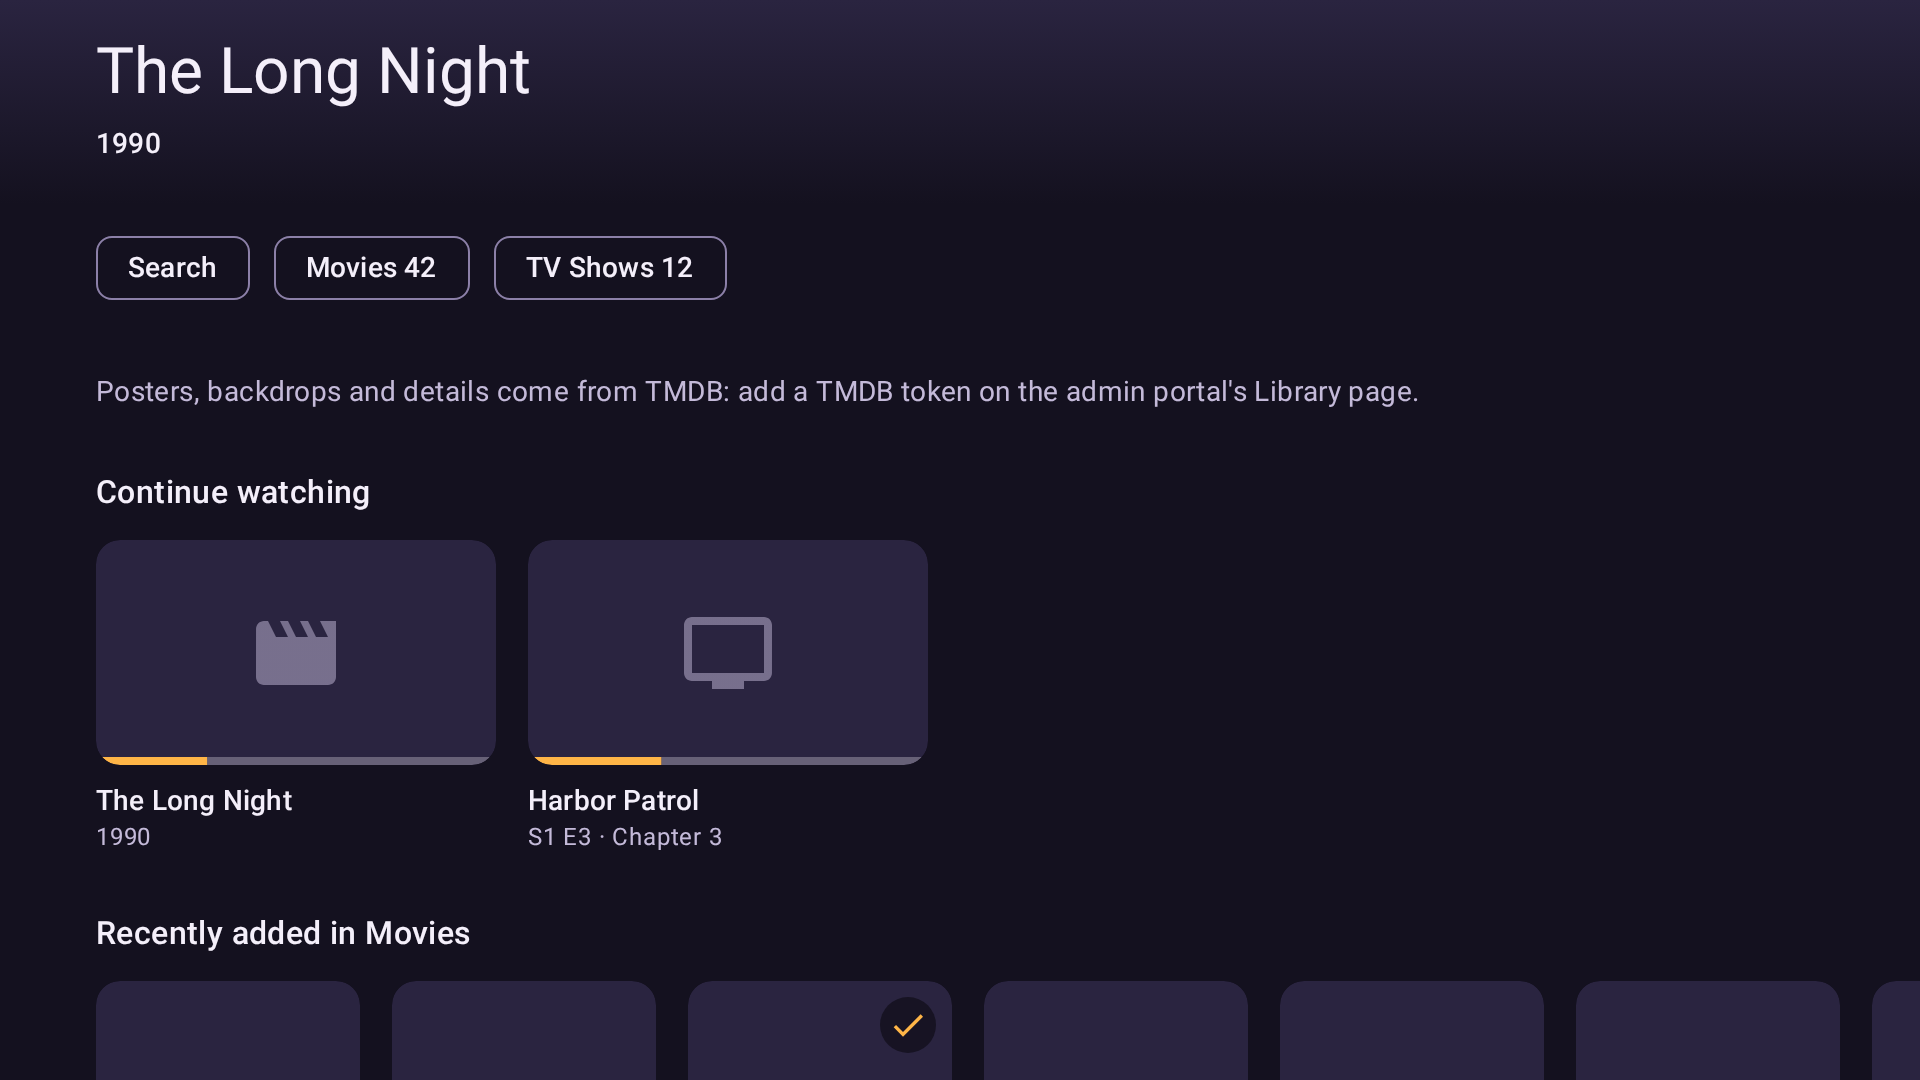 The Long Night
1990
Search
Movies 42
TV Shows 12
Posters, backdrops and details come from TMDB: add a TMDB token on the admin portal's Library page.
Continue watching
The Long Night
1990
Harbor Patrol
S1 E3 · Chapter 3
Recently added in Movies